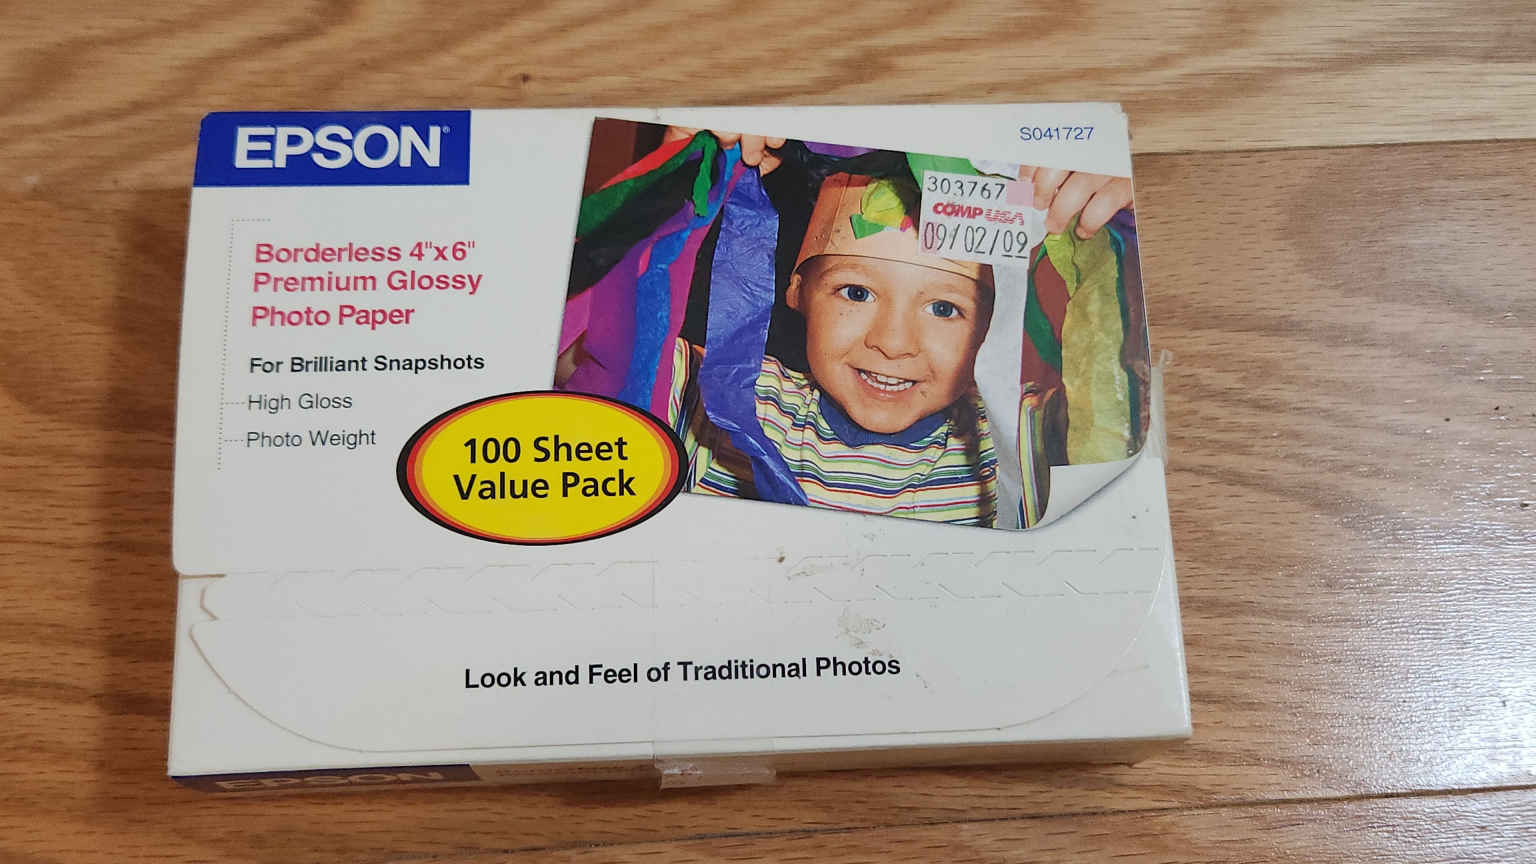 EPSON®
S041727
Borderless 4"x6"
Premium Glossy
Photo Paper
For Brilliant Snapshots
High Gloss
Photo Weight
303767
COMP USA
09/02/09
100 Sheet
Value Pack
Look and Feel of Traditional Photos
EPSON